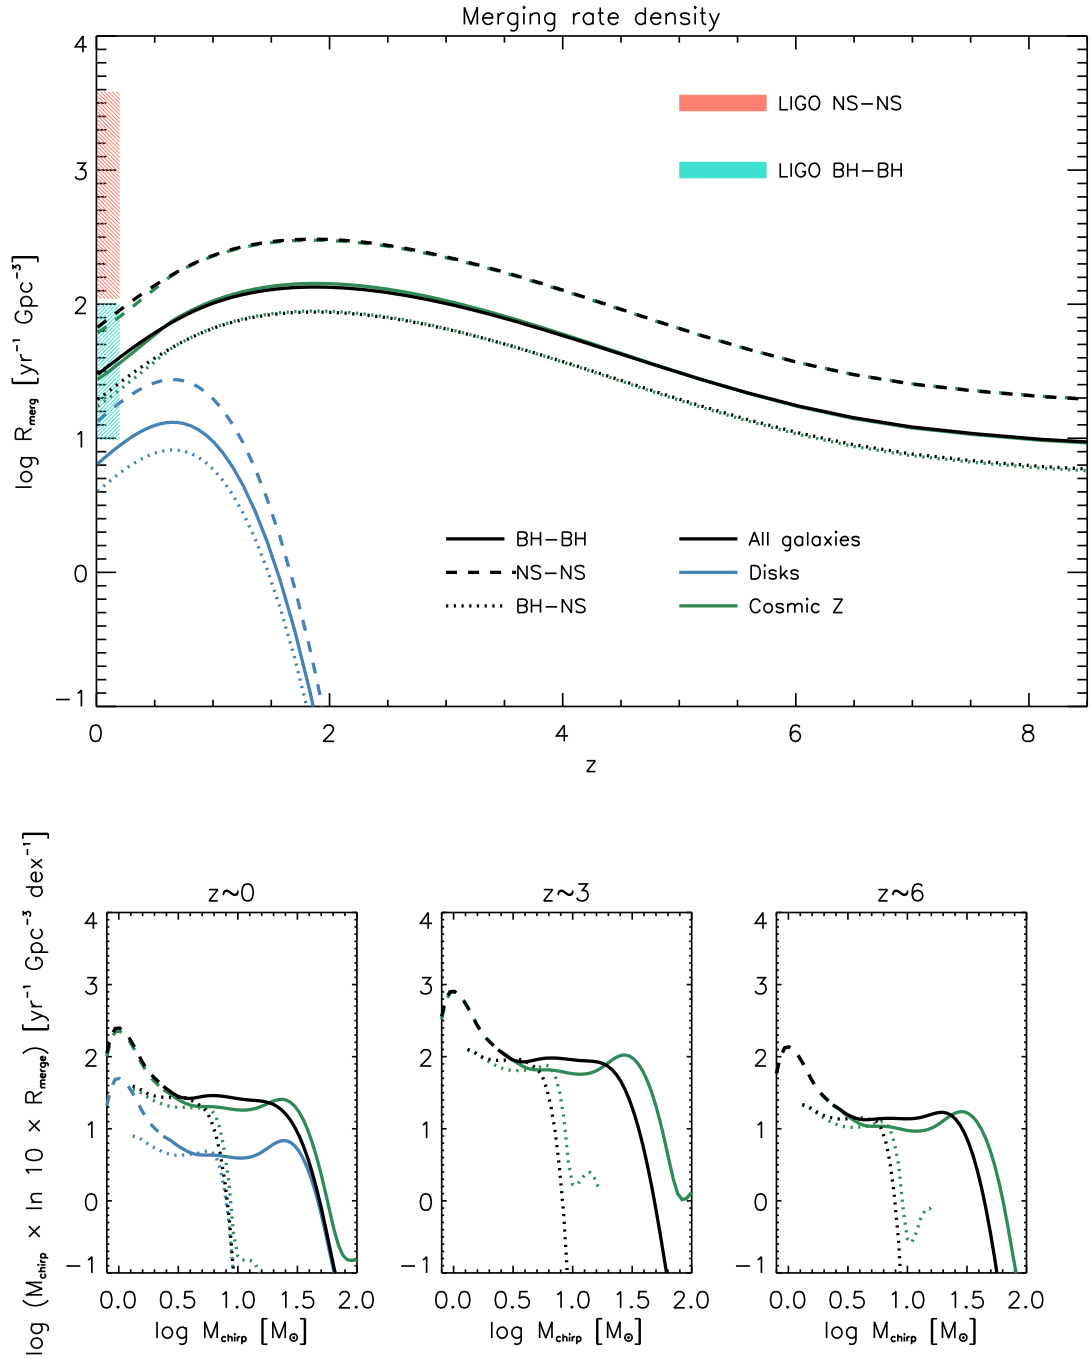 Merging rate density
4
3
2
1
0
−1
log R_merg [yr⁻¹ Gpc⁻³]
LIGO NS−NS
LIGO BH−BH
BH−BH
NS−NS
BH−NS
All galaxies
Disks
Cosmic Z
0 2 4 6 8
z
log (M_chirp × ln 10 × R_merge) [yr⁻¹ Gpc⁻³ dex⁻¹]
z~0
4
3
2
1
0
−1
0.0 0.5 1.0 1.5 2.0
log M_chirp [M_⊙]
z~3
4
3
2
1
0
−1
0.0 0.5 1.0 1.5 2.0
log M_chirp [M_⊙]
z~6
4
3
2
1
0
−1
0.0 0.5 1.0 1.5 2.0
log M_chirp [M_⊙]